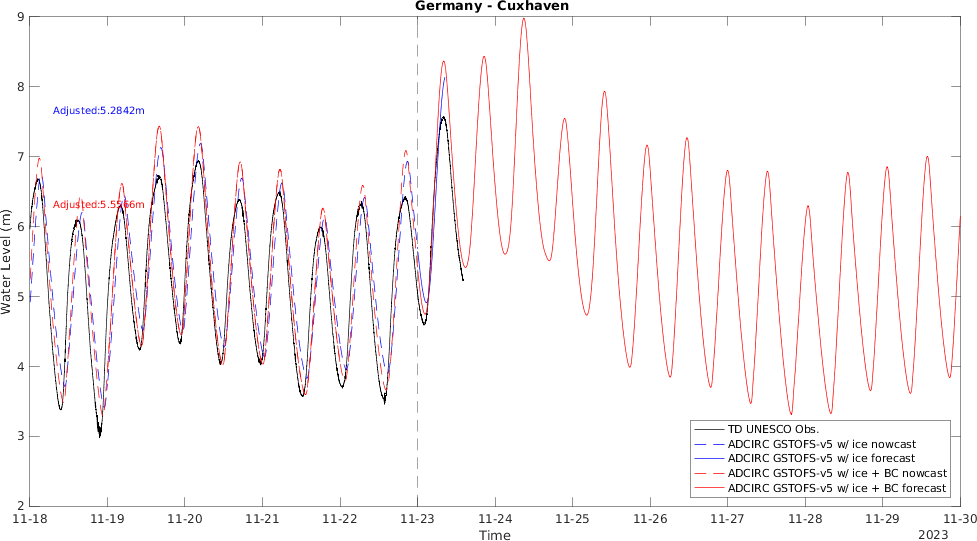 Germany - Cuxhaven
9
8
7
6
5
4
3
2
Water Level (m)
Adjusted:5.2842m
Adjusted:5.5566m
TD UNESCO Obs.
ADCIRC GSTOFS-v5 w/ ice nowcast
ADCIRC GSTOFS-v5 w/ ice forecast
ADCIRC GSTOFS-v5 w/ ice + BC nowcast
ADCIRC GSTOFS-v5 w/ ice + BC forecast
11-18 11-19 11-20 11-21 11-22 11-23 11-24 11-25 11-26 11-27 11-28 11-29 11-30
Time
2023